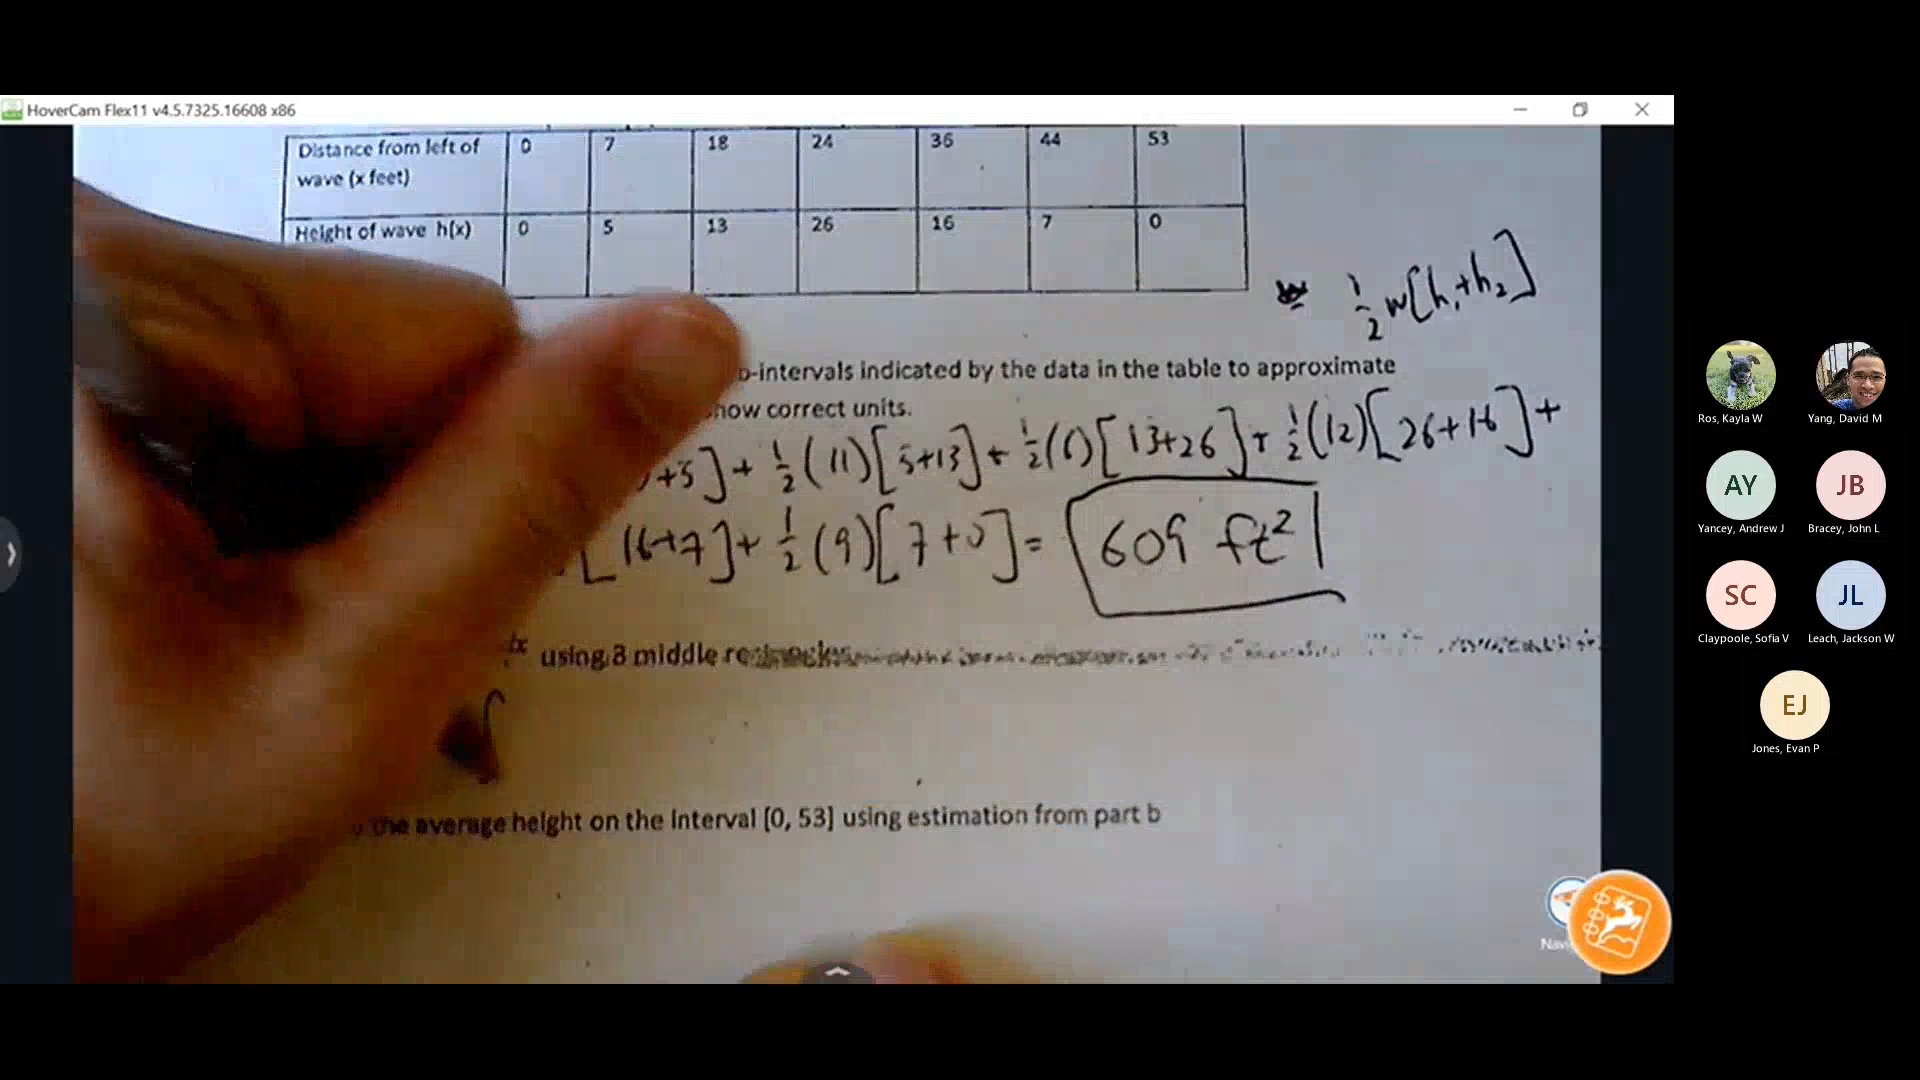 HoverCam Flex11 v4.5.7325.16608 x86
Distance from left of wave (x feet) 0 7 18 24 36 44 53
Height of wave h(x) 0 5 13 26 16 7 0
1/2 w[h₁+h₂]
b-intervals indicated by the data in the table to approximate
how correct units.
+5] + 1/2 (11)[5+13] + 1/2 (6)[13+26] + 1/2 (12)[26+16] +
[16+7] + 1/2 (9)[7+0] = 609 ft²
dx using 3 middle
the average height on the interval [0, 53] using estimation from part b
Nav
Ros, Kayla W
Yang, David M
AY
JB
Yancey, Andrew J
Bracey, John L
SC
JL
Claypoole, Sofia V
Leach, Jackson W
EJ
Jones, Evan P